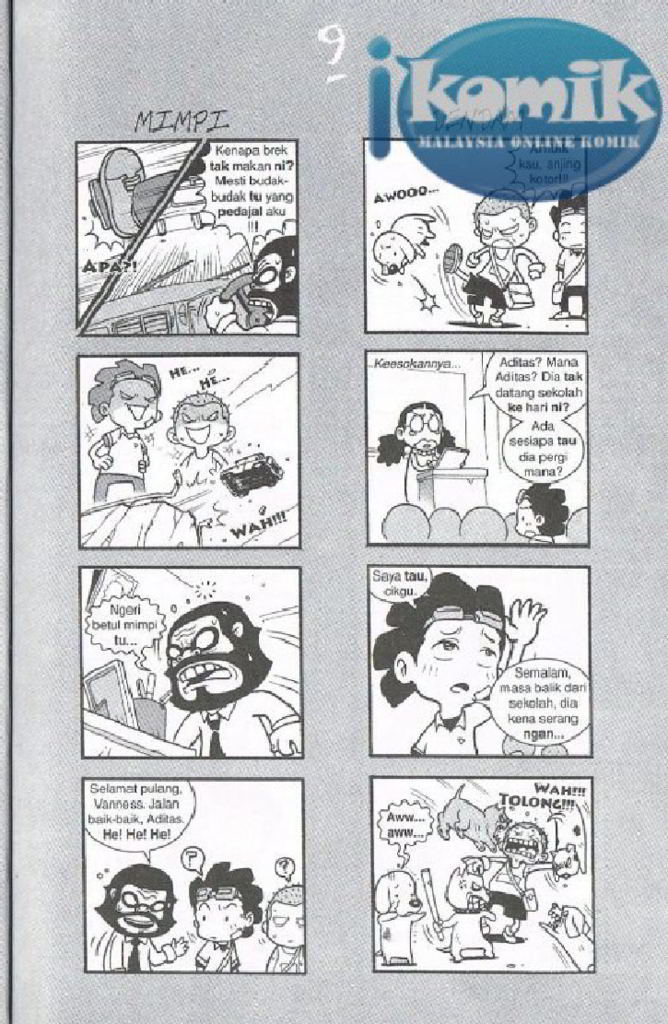 9
ikomik
MALAYSIA ONLINE KOMIK
MIMPI
Kenapa brek
tak makan ni?
Mesti budak-
budak tu yang
pedajal aku
!!!
APA?!
HE...
HE...
WAH!!!
Ngeri
betul mimpi
tu...
Selamat pulang,
Vanness. Jalan
baik-baik, Aditas.
He! He! He!
?
?
kau, anjing
kotor!!!
AWOOO...
Keesokannya...
Aditas? Mana
Aditas? Dia tak
datang sekolah
ke hari ni?
Ada
sesiapa tau
dia pergi
mana?
Saya tau,
cikgu.
Semalam,
masa balik dari
sekolah, dia
kena serang
ngan...
WAH!!!
TOLONG!!!
Aww...
aww...